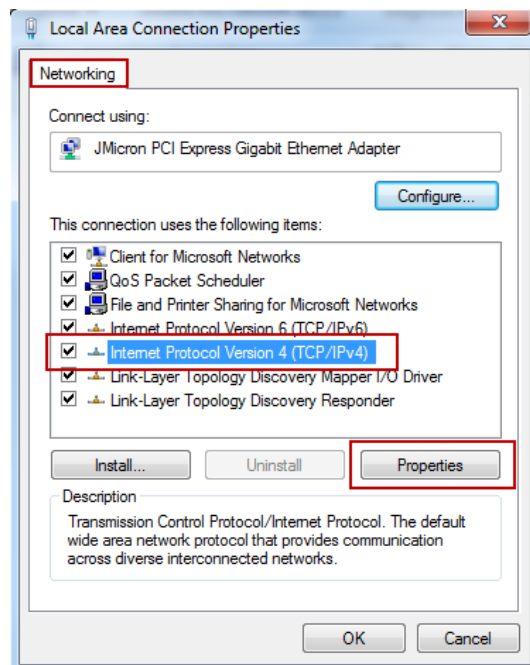 Local Area Connection Properties
Networking
Connect using:
JMicron PCI Express Gigabit Ethernet Adapter
Configure...
This connection uses the following items:
Client for Microsoft Networks
QoS Packet Scheduler
File and Printer Sharing for Microsoft Networks
Internet Protocol Version 6 (TCP/IPv6)
Internet Protocol Version 4 (TCP/IPv4)
Link-Layer Topology Discovery Mapper I/O Driver
Link-Layer Topology Discovery Responder
Install... Uninstall Properties
Description
Transmission Control Protocol/Internet Protocol. The default
wide area network protocol that provides communication
across diverse interconnected networks.
OK Cancel